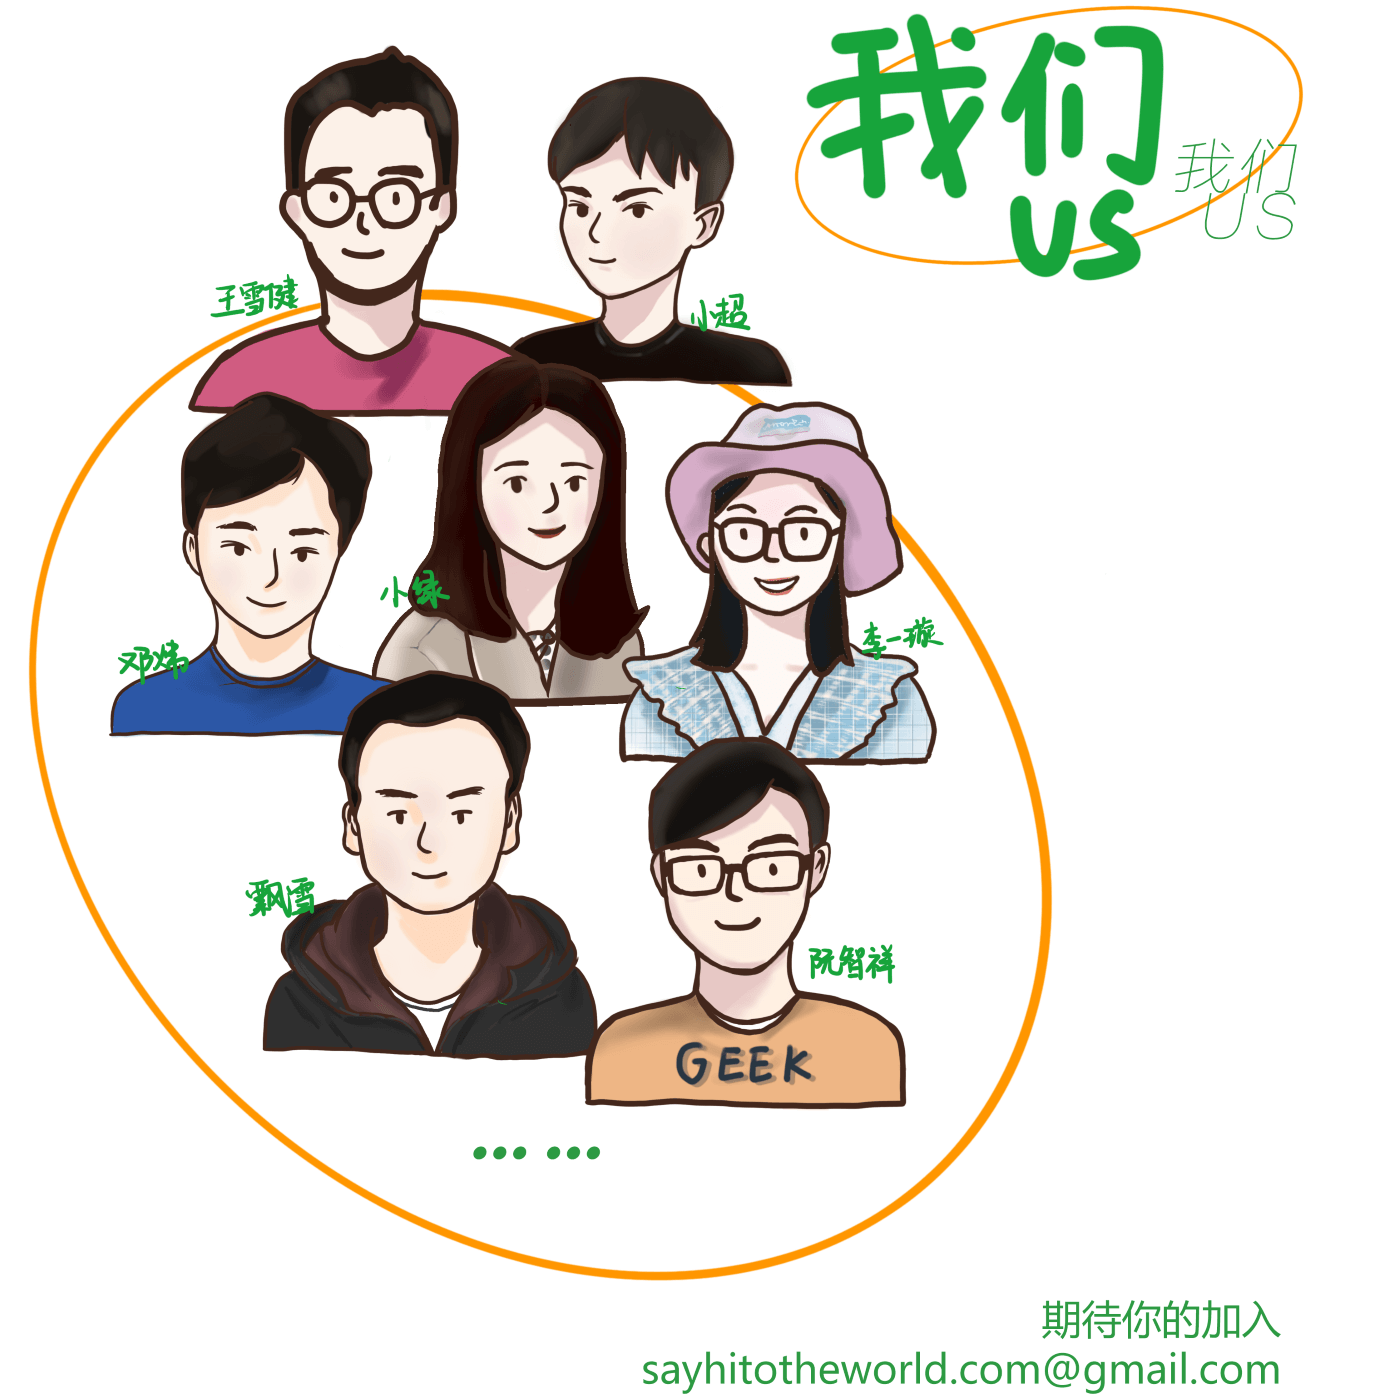 我们
US
我们
US
王雪健
小超
小绿
邓炜
李一璇
飘雪
阮智祥
GEEK
... ...
期待你的加入
sayhitotheworld.com@gmail.com